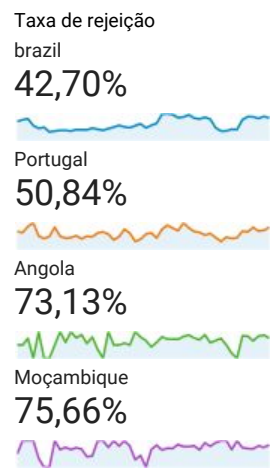 Taxa de rejeição
brazil
42,70%
Portugal
50,84%
Angola
73,13%
Moçambique
75,66%